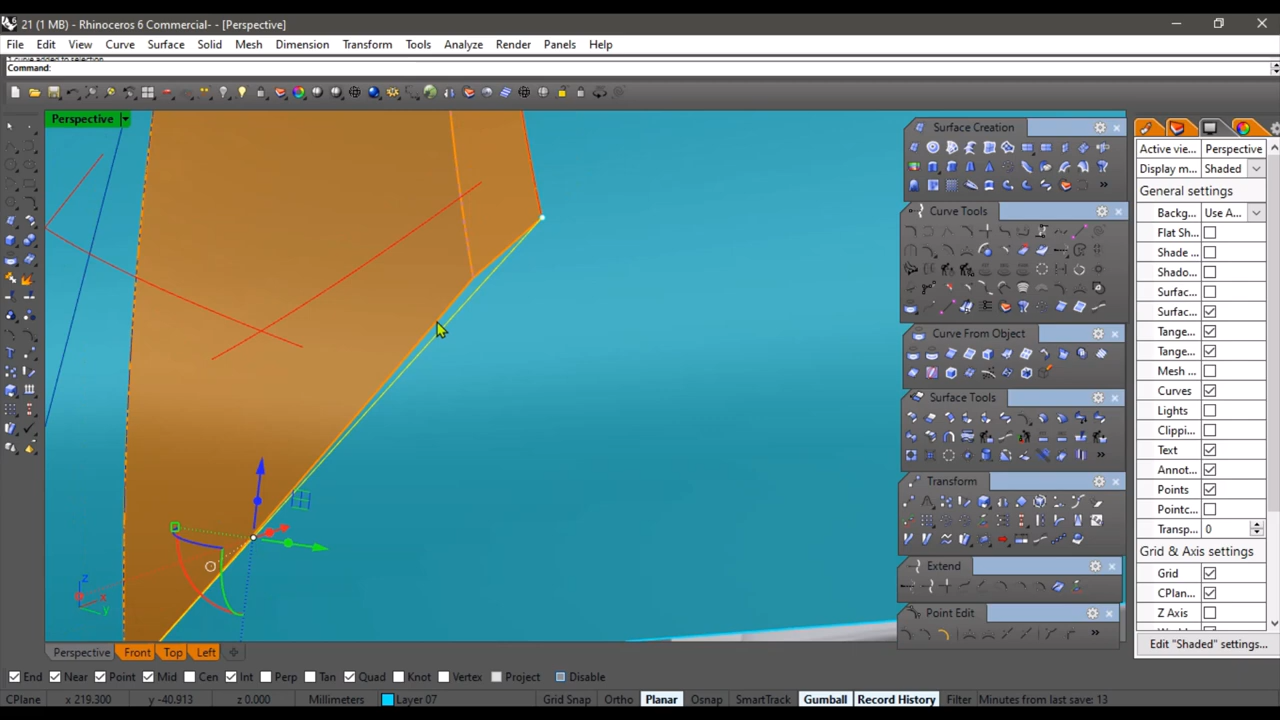 21 (1 MB) - Rhinoceros 6 Commercial- - [Perspective]
File Edit View Curve Surface Solid Mesh Dimension Transform Tools Analyze Render Panels Help
1 curve added to selection.
Command:
Perspective
Surface Creation
Curve Tools
Curve From Object
Surface Tools
Transform
Extend
Point Edit
Active vie... Perspective
Display m... Shaded
General settings
Backg... Use A...
Flat Sh...
Shade ...
Shado...
Surfac...
Surfac...
Tange...
Tange...
Mesh ...
Curves
Lights
Clippi...
Text
Annot...
Points
Pointc...
Transp... 0
Grid & Axis settings
Grid
CPlan...
Z Axis
Edit "Shaded" settings...
z
x
y
Perspective Front Top Left
End Near Point Mid Cen Int Perp Tan Quad Knot Vertex Project Disable
CPlane x 219.300 y -40.913 z 0.000 Millimeters Layer 07 Grid Snap Ortho Planar Osnap SmartTrack Gumball Record History Filter Minutes from last save: 13